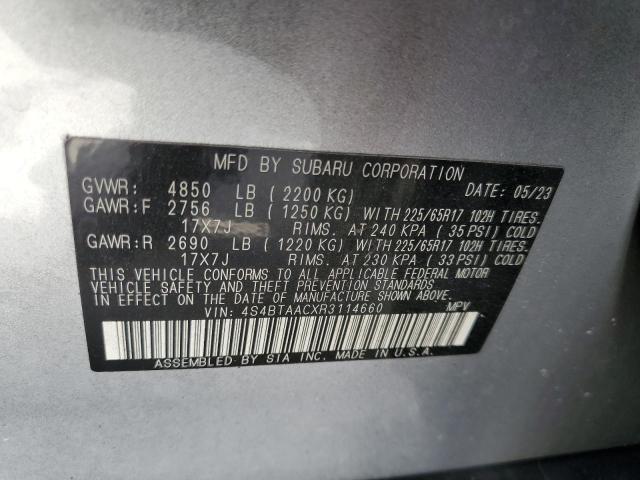 MFD BY SUBARU CORPORATION
GVWR: 4850 LB ( 2200 KG) DATE: 05/23
GAWR:F 2756 LB ( 1250 KG) WITH 225/65R17 102H TIRES.
17X7J RIMS. AT 240 KPA ( 35 PSI) COLD
GAWR:R 2690 LB ( 1220 KG) WITH 225/65R17 102H TIRES.
17X7J RIMS. AT 230 KPA ( 33 PSI) COLD
THIS VEHICLE CONFORMS TO ALL APPLICABLE FEDERAL MOTOR
VEHICLE SAFETY AND THEFT PREVENTION STANDARDS
IN EFFECT ON THE DATE OF MANUFACTURE SHOWN ABOVE.
VIN: 4S4BTAACXR3114660 MPV
ASSEMBLED BY SIA INC. MADE IN U.S.A.